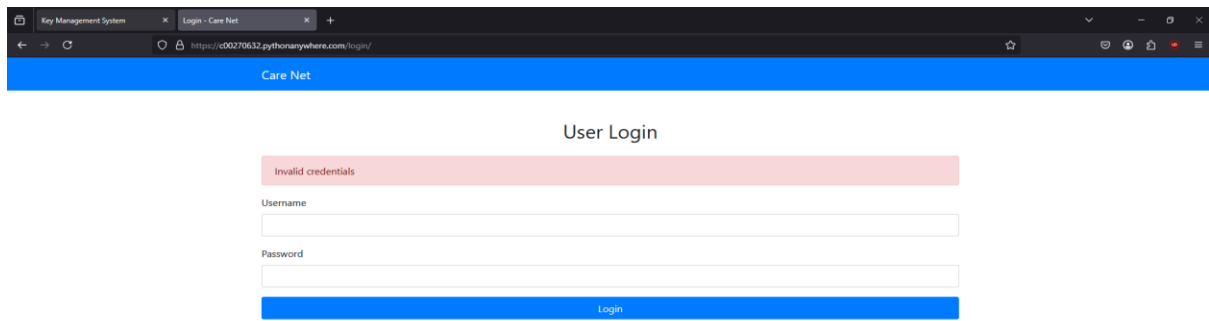 Key Management System
Login - Care Net
https://c00270632.pythonanywhere.com/login/
Care Net
User Login
Invalid credentials
Username
Password
Login